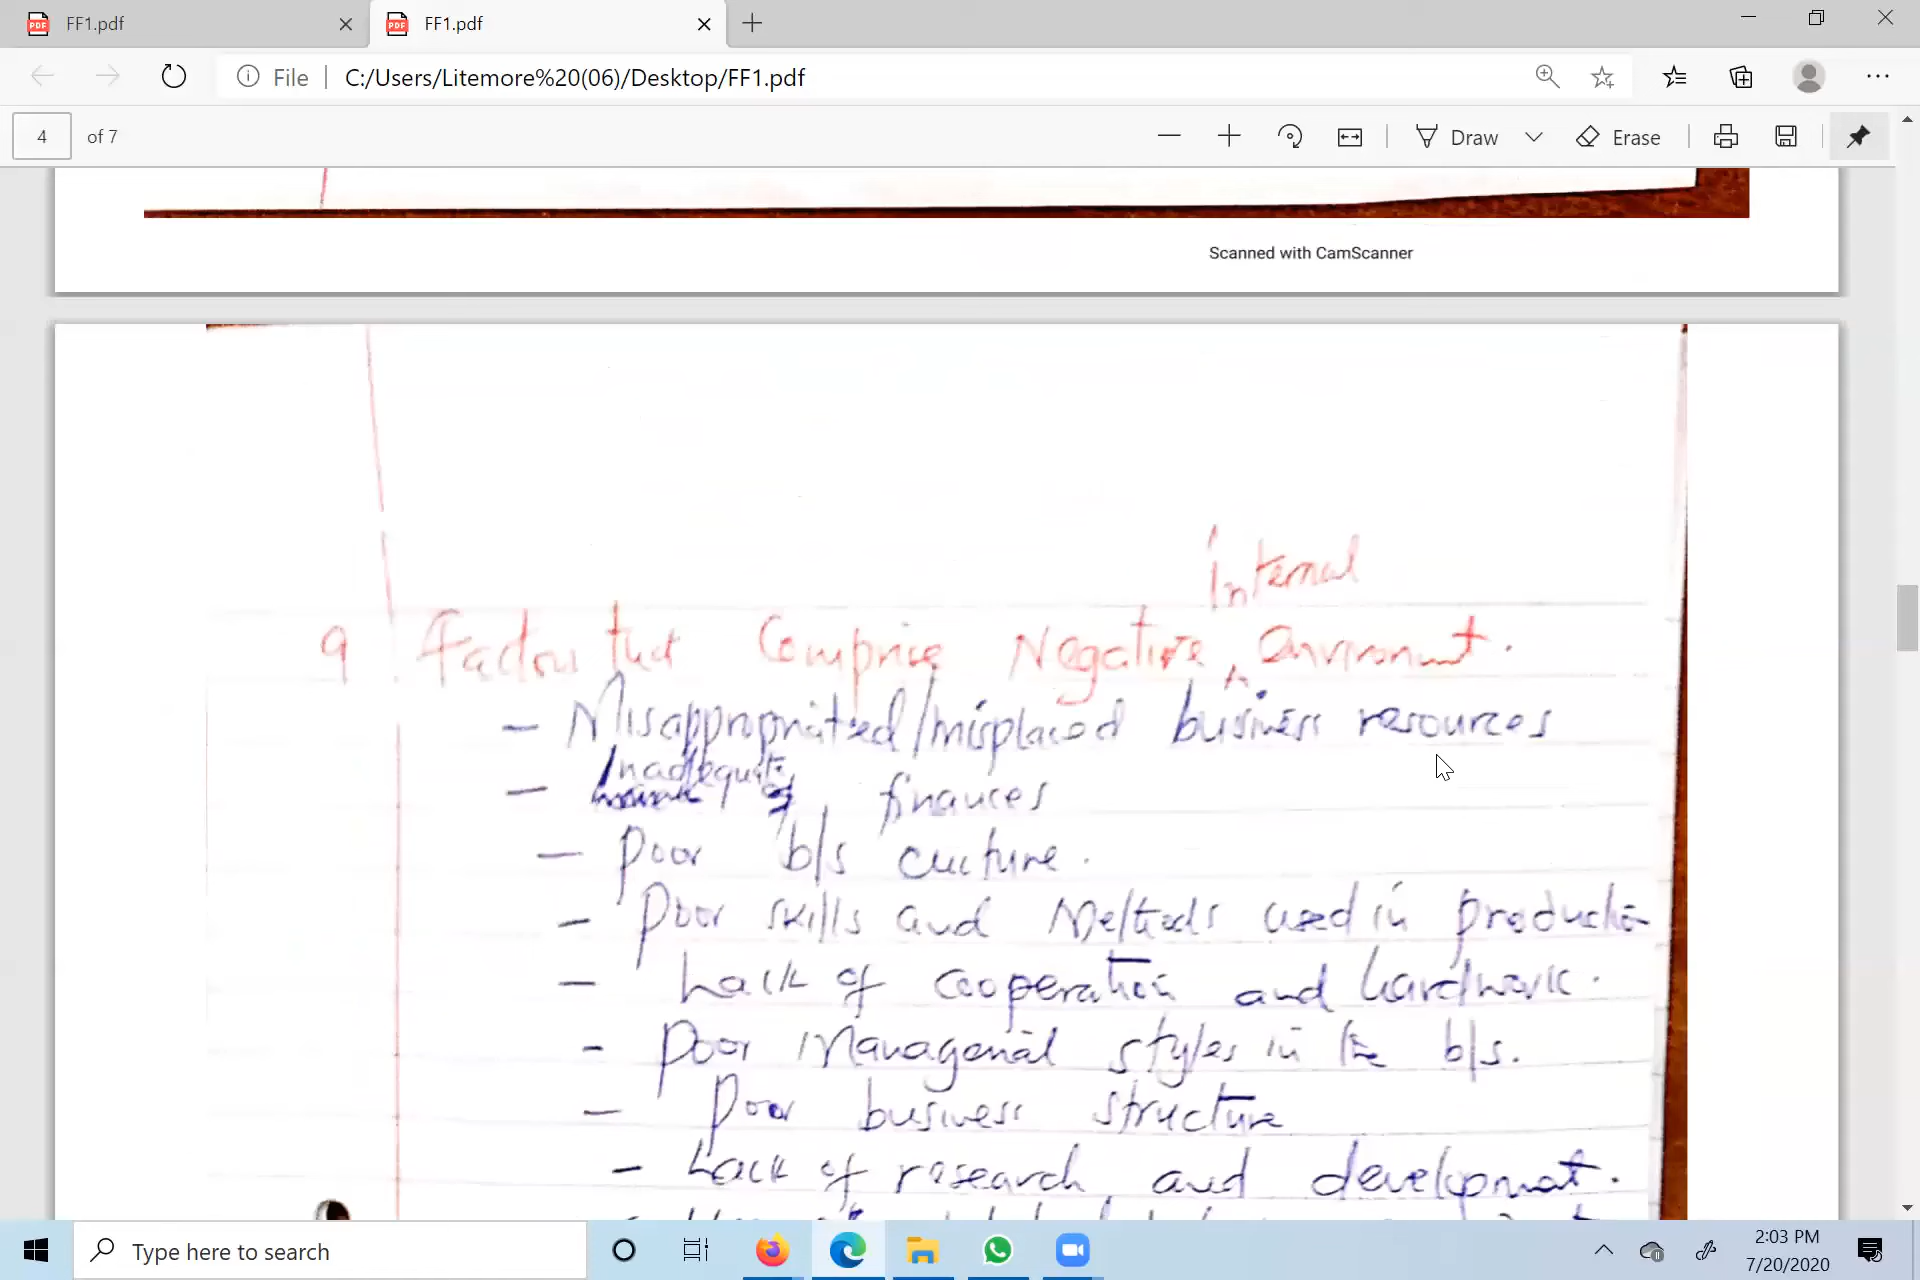 FF1.pdf
FF1.pdf
File
C:/Users/Litemore%20(06)/Desktop/FF1.pdf
4 of 7
Draw
Erase
Scanned with CamScanner
Internal
9 Factors that Comprise Negative ^ environment.
- Misappropriated/misplaced business resources
- Inadequate finances
- Poor b/s culture.
- Poor skills and Methods used in production
- Lack of cooperation and hardwork.
- Poor Managerial styles in the b/s.
- Poor business structure
- Lack of research, and development.
Type here to search
2:03 PM
7/20/2020